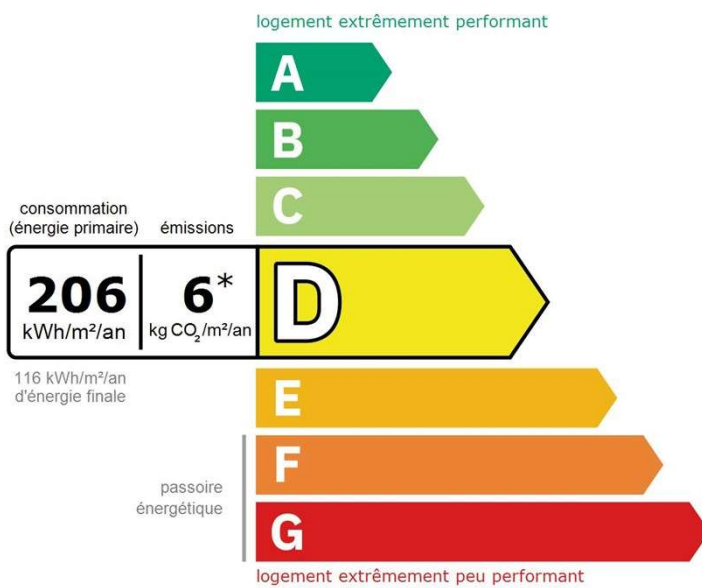 logement extrêmement performant
A
B
C
consommation
(énergie primaire)
émissions
206
kWh/m²/an
6*
kg CO₂/m²/an
D
116 kWh/m²/an
d'énergie finale
E
F
passoire
énergétique
G
logement extrêmement peu performant